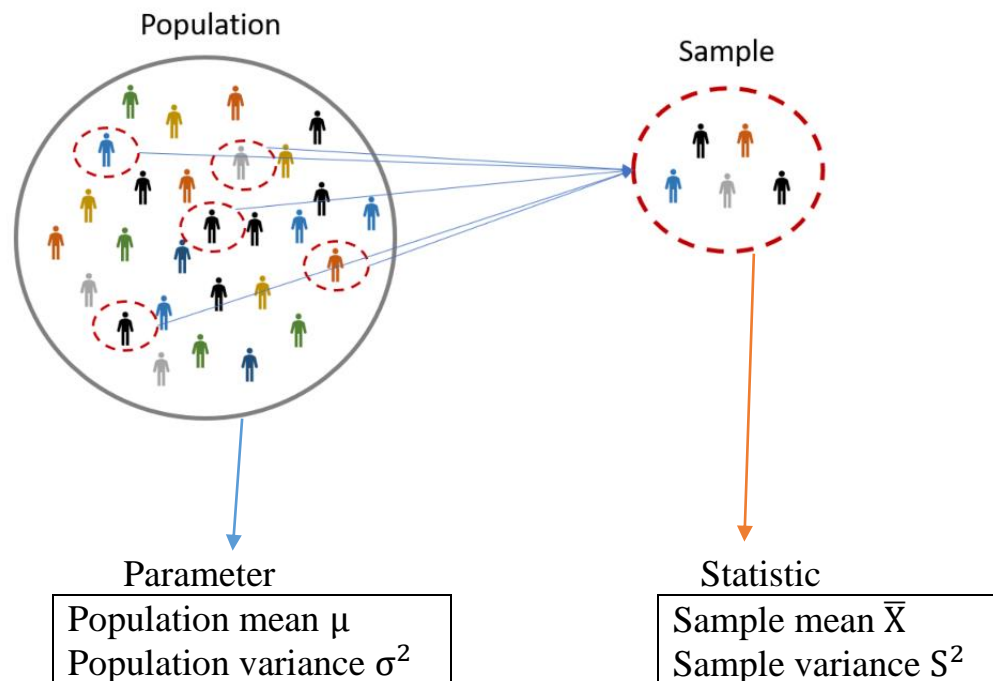 Population
Sample
Parameter
Population mean μ
Population variance σ²
Statistic
Sample mean X̅
Sample variance S²